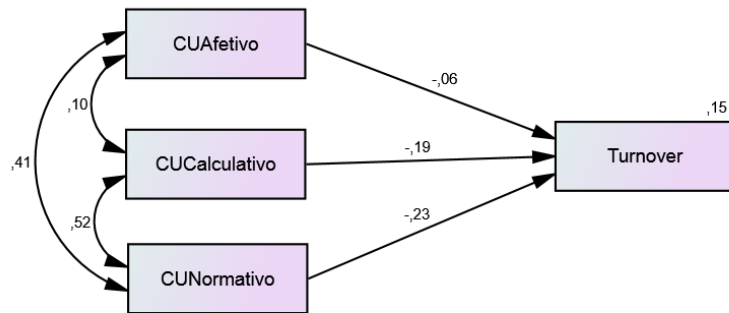 CUAfetivo
-,06
,10
,15
,41
CUCalculativo
-,19
Turnover
,52
-,23
CUNormativo